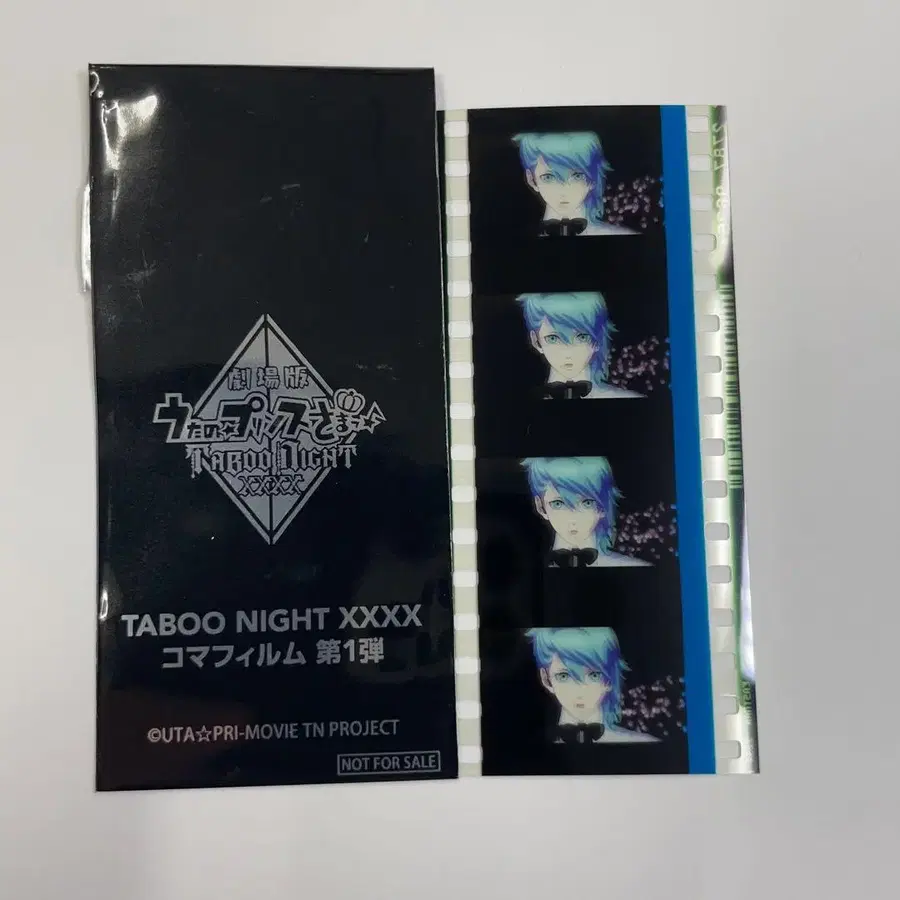 劇場版
うたの☆プリンスさまっ♪
TABOO NIGHT
XXXX
TABOO NIGHT XXXX
コマフィルム 第1弾
©UTA☆PRI-MOVIE TN PROJECT
NOT FOR SALE